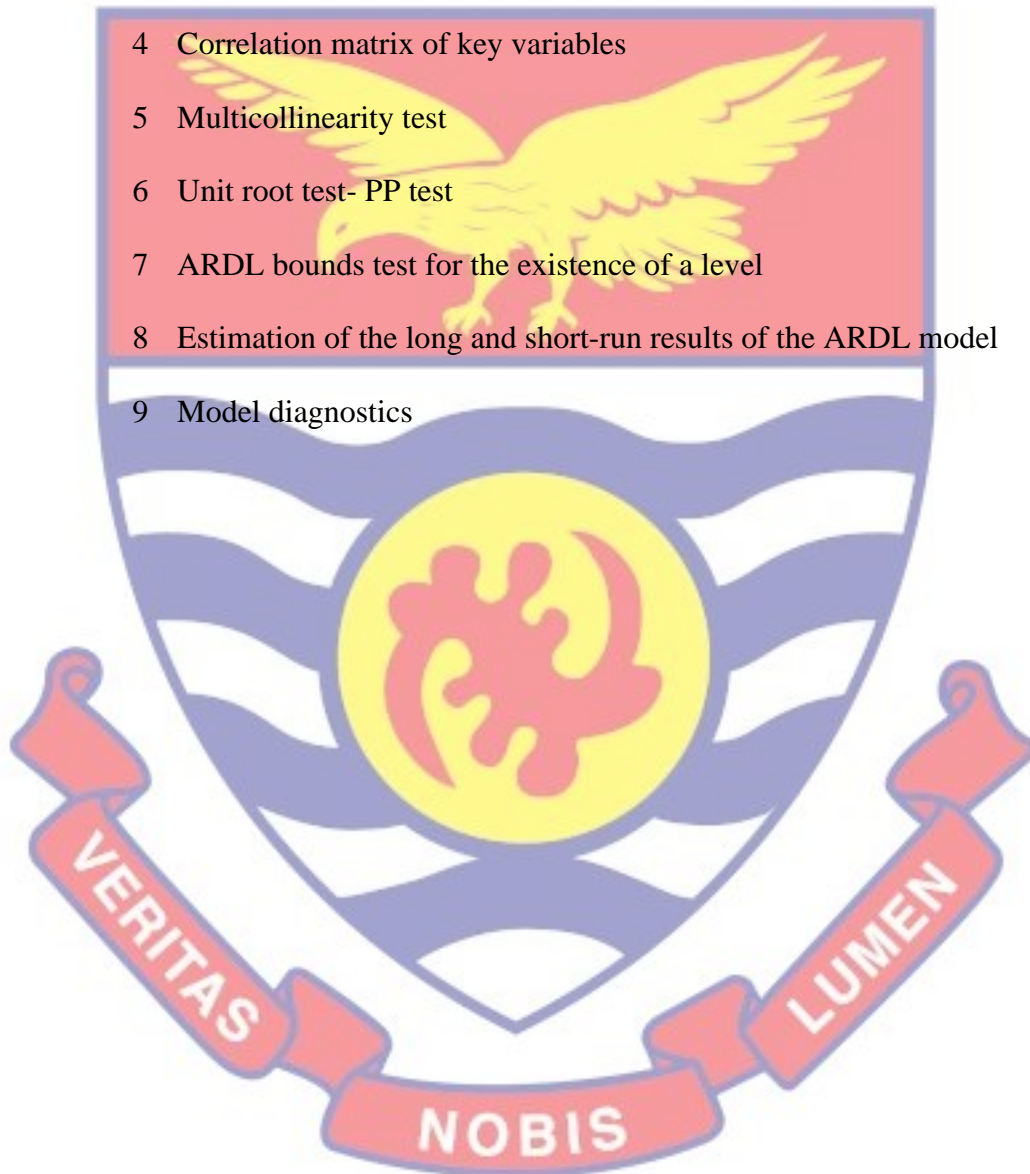 4 Correlation matrix of key variables
5 Multicollinearity test
6 Unit root test- PP test
7 ARDL bounds test for the existence of a level
8 Estimation of the long and short-run results of the ARDL model
9 Model diagnostics
VERITAS
NOBIS
LUMEN